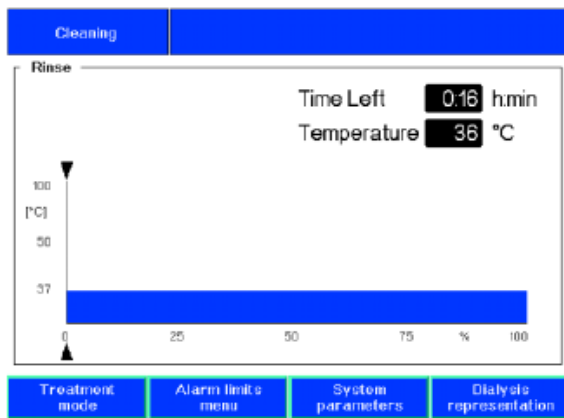 Cleaning
Rinse
Time Left 0:16 h:min
Temperature 36 °C
100
[°C]
50
37
0 25 50 75 % 100
Treatment mode
Alarm limits menu
System parameters
Dialysis representation